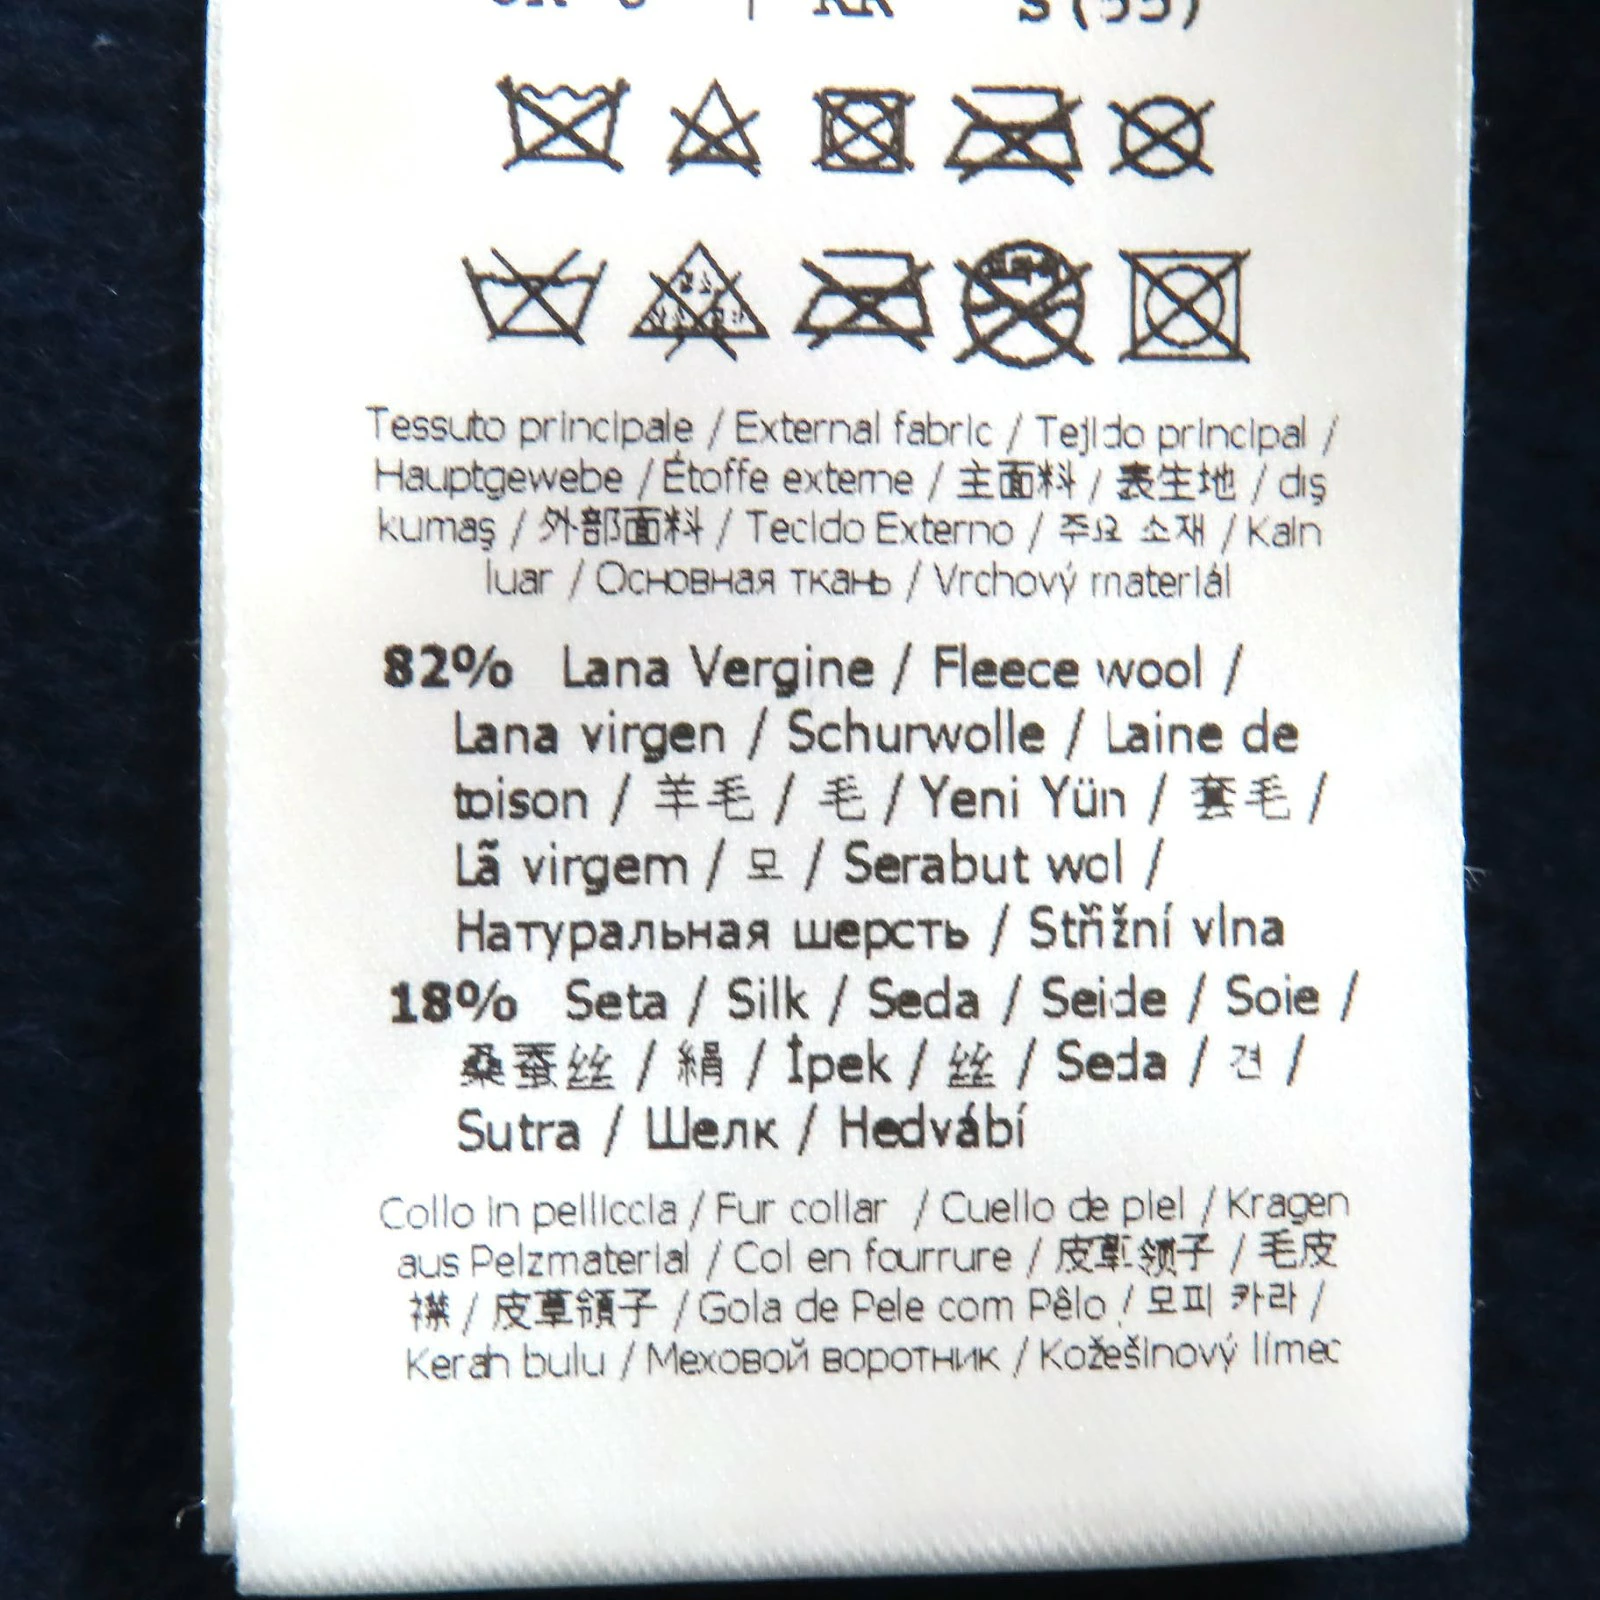 KR S(55)
Tessuto principale / External fabric / Tejido principal /
Hauptgewebe / Étoffe externe / 主面料 / 表生地 / dış
kumaş / 外部面料 / Tecido Externo / 주요 소재 / Kain
luar / Основная ткань / Vrchový materiál
82% Lana Vergine / Fleece wool /
Lana virgen / Schurwolle / Laine de
toison / 羊毛 / 毛 / Yeni Yün / 套毛 /
Lã virgem / 모 / Serabut wol /
Натуральная шерсть / Střižní vlna
18% Seta / Silk / Seda / Seide / Soie /
桑蚕丝 / 絹 / İpek / 丝 / Seda / 견 /
Sutra / Шелк / Hedvábí
Collo in pelliccia / Fur collar / Cuello de piel / Kragen
aus Pelzmaterial / Col en fourrure / 皮草领子 / 毛皮
襟 / 皮草領子 / Gola de Pele com Pêlo / 모피 카라 /
Kerah bulu / Меховой воротник / Kožešinový límec